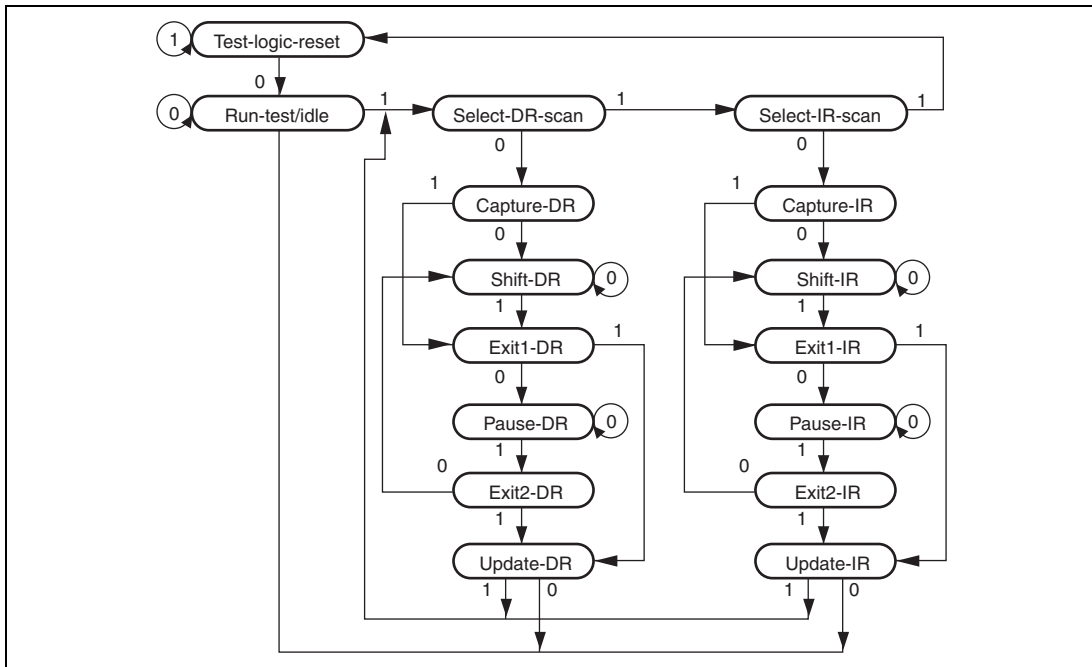 1
Test-logic-reset
0
0
Run-test/idle
1
Select-DR-scan
1
Select-IR-scan
1
0
0
1
Capture-DR
1
Capture-IR
0
0
Shift-DR
0
Shift-IR
0
1
1
Exit1-DR
1
Exit1-IR
1
0
0
Pause-DR
0
Pause-IR
0
1
1
0
Exit2-DR
0
Exit2-IR
1
1
Update-DR
Update-IR
1
0
1
0